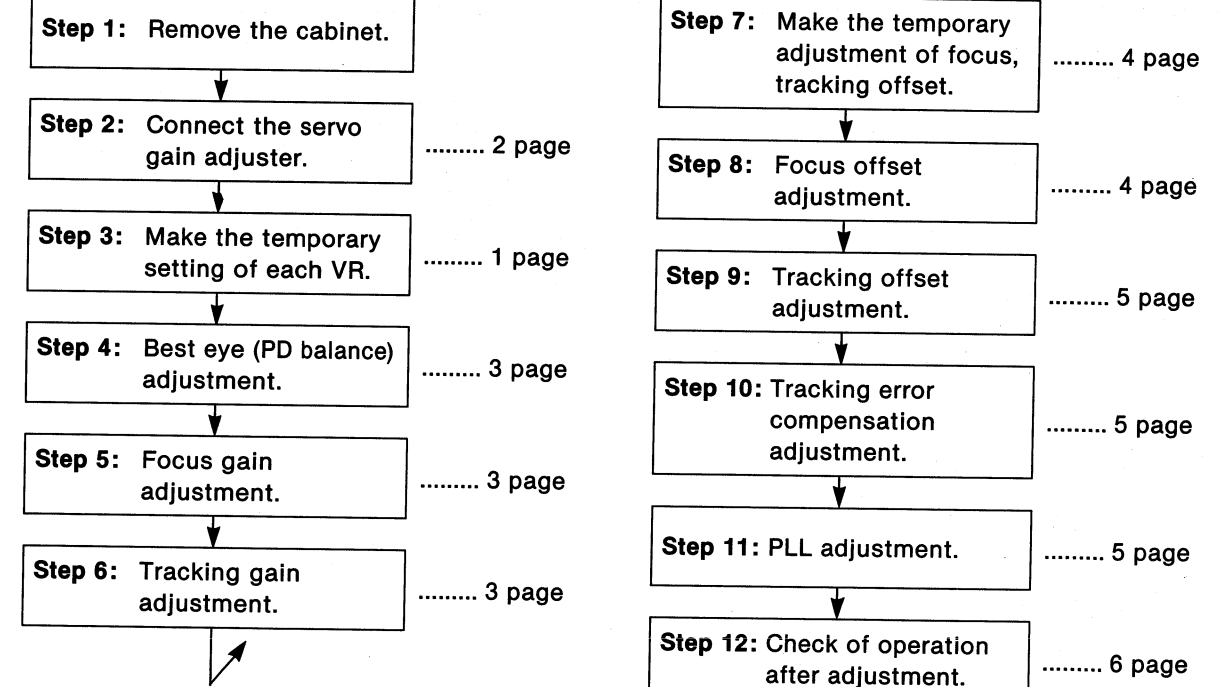 Step 1: Remove the cabinet.
Step 2: Connect the servo
gain adjuster.
......... 2 page
Step 3: Make the temporary
setting of each VR.
......... 1 page
Step 4: Best eye (PD balance)
adjustment.
......... 3 page
Step 5: Focus gain
adjustment.
......... 3 page
Step 6: Tracking gain
adjustment.
......... 3 page
Step 7: Make the temporary
adjustment of focus,
tracking offset.
......... 4 page
Step 8: Focus offset
adjustment.
......... 4 page
Step 9: Tracking offset
adjustment.
......... 5 page
Step 10: Tracking error
compensation
adjustment.
......... 5 page
Step 11: PLL adjustment.
......... 5 page
Step 12: Check of operation
after adjustment.
......... 6 page